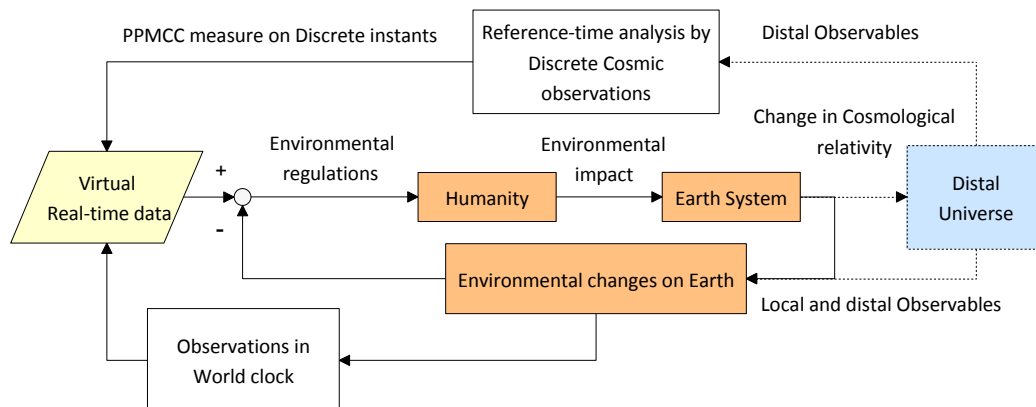 PPMCC measure on Discrete instants
Reference-time analysis by
Discrete Cosmic
observations
Distal Observables
Change in Cosmological
relativity
Environmental
regulations
Environmental
impact
+
-
Virtual
Real-time data
Humanity
Earth System
Distal
Universe
Environmental changes on Earth
Local and distal Observables
Observations in
World clock